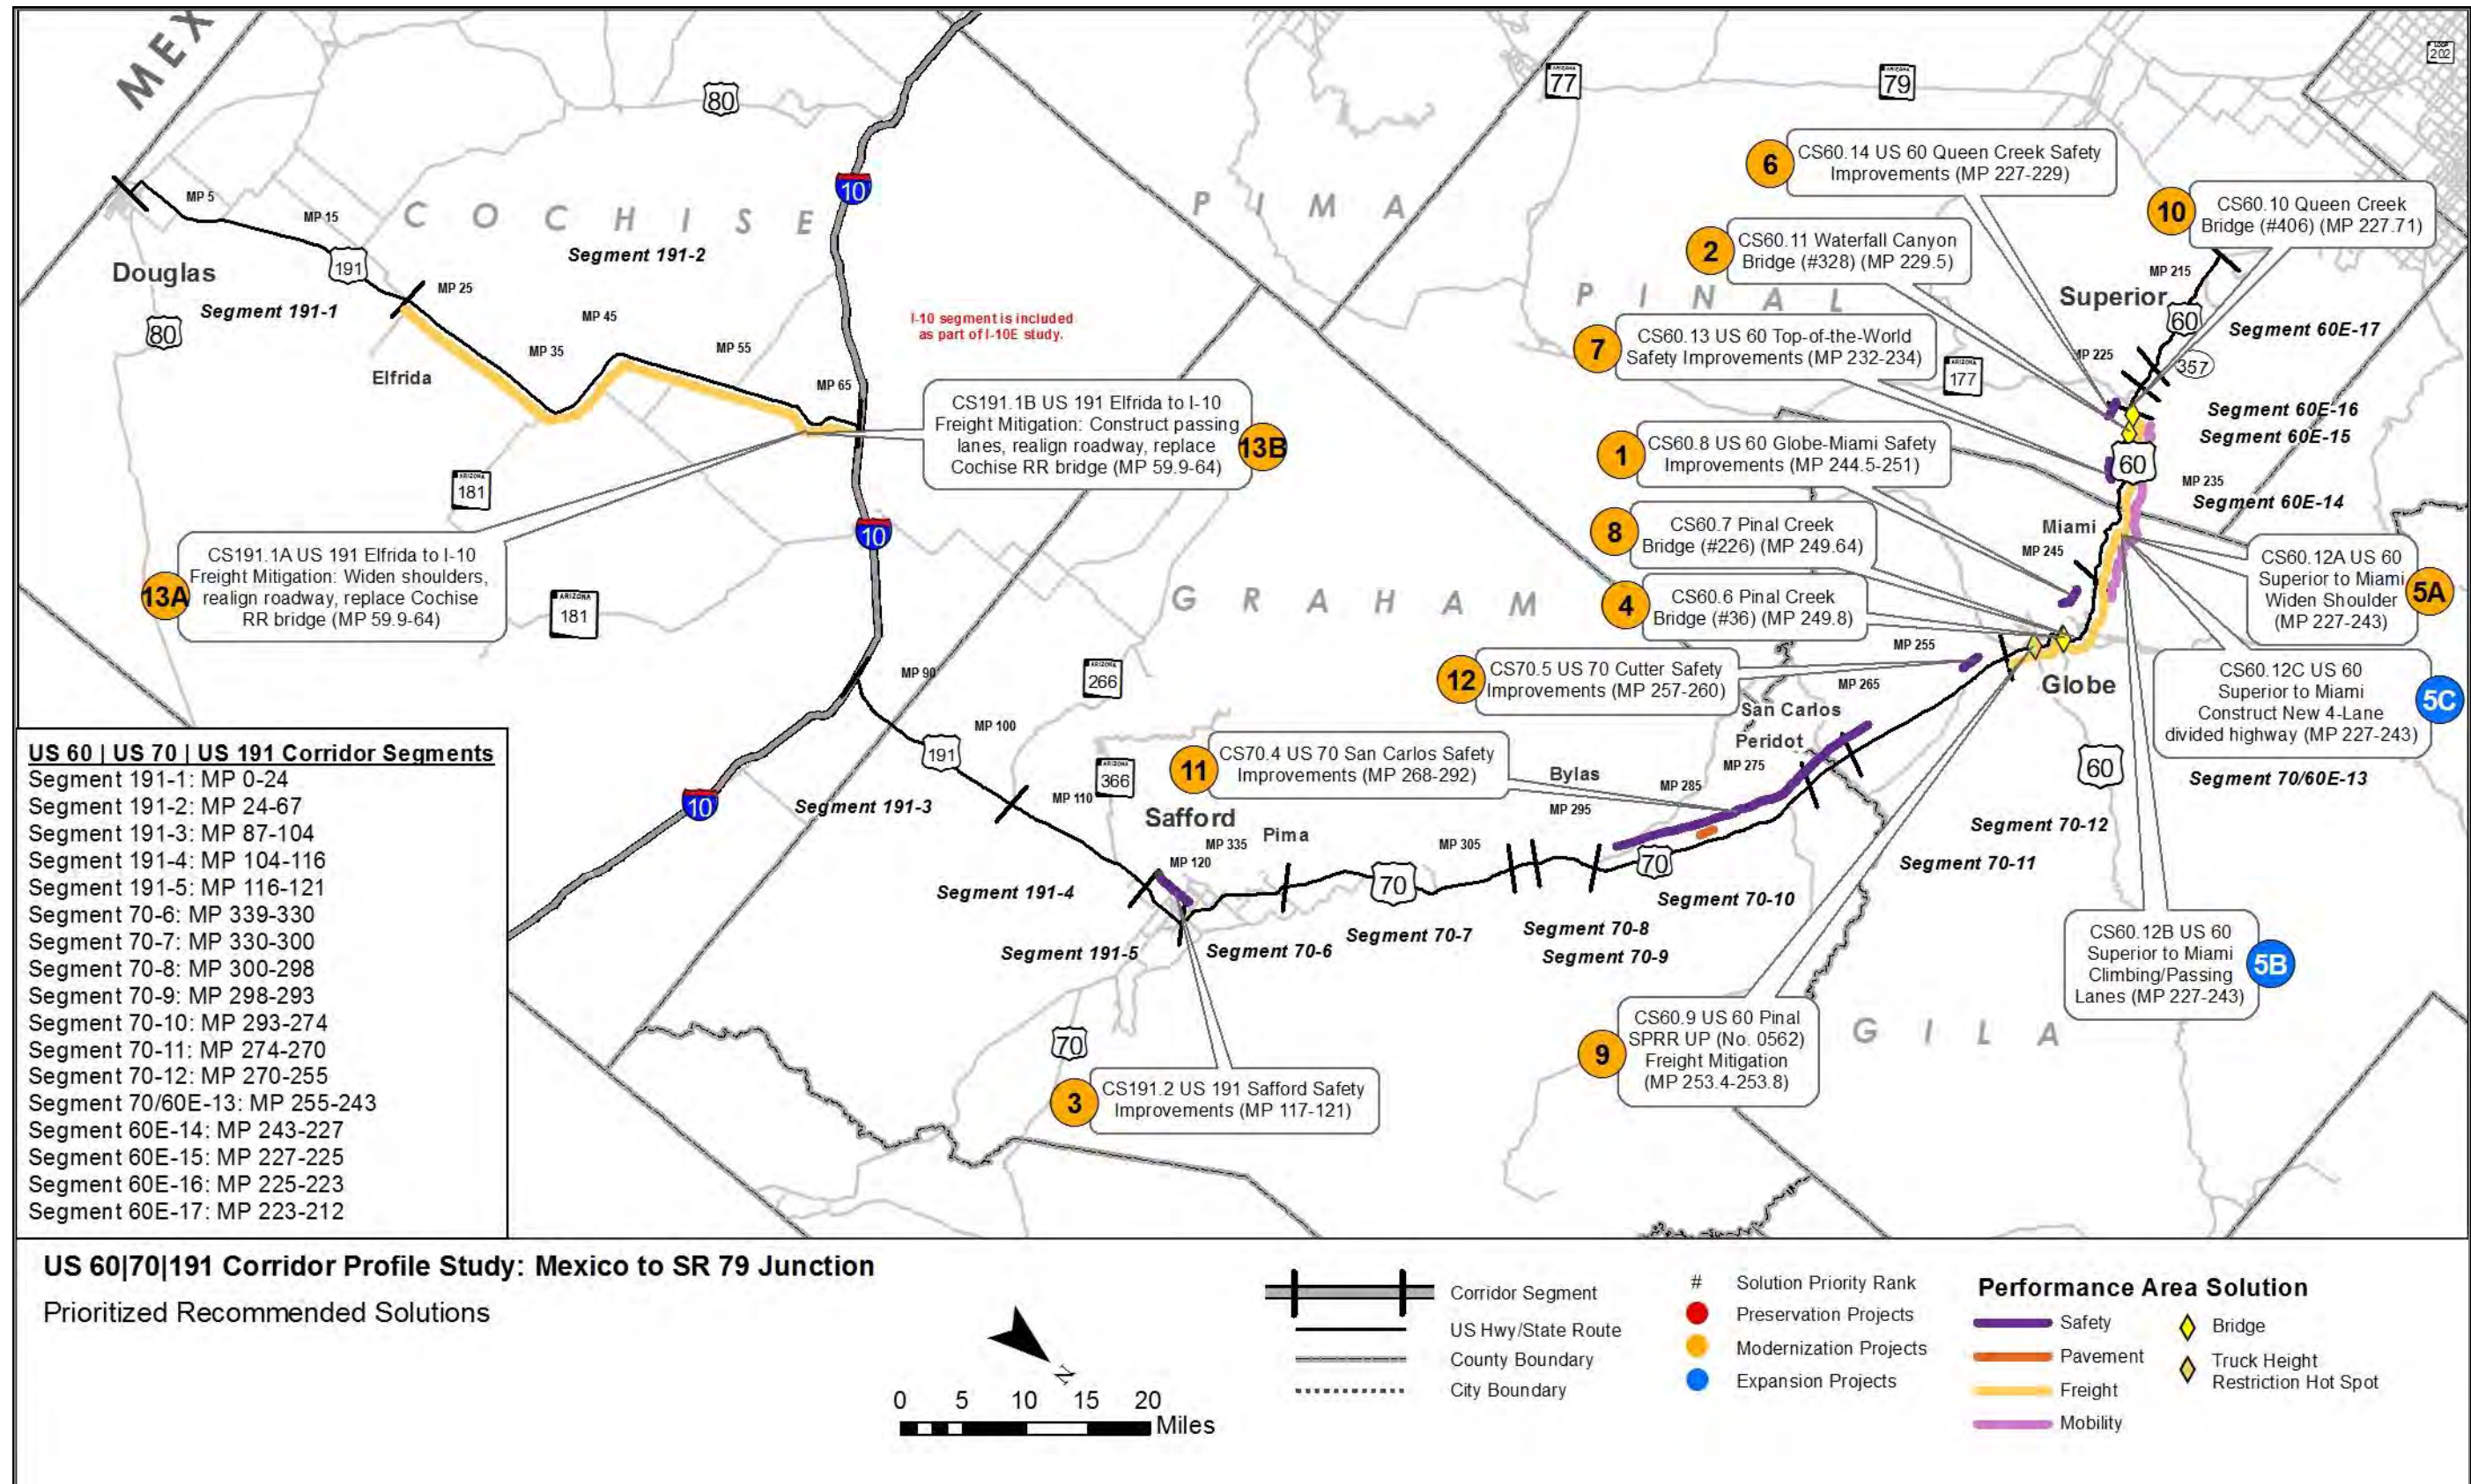 MEX
80
ARIZONA
77
ARIZONA
79
LOOP
202
10
MP 5
MP 15
COCHISE
PIMA
6
CS60.14 US 60 Queen Creek Safety
Improvements (MP 227-229)
10
CS60.10 Queen Creek
Bridge (#406) (MP 227.71)
Douglas
191
Segment 191-2
2
CS60.11 Waterfall Canyon
Bridge (#328) (MP 229.5)
MP 215
PINAL
Superior
60
Segment 60E-17
80
Segment 191-1
MP 25
MP 45
MP 35
MP 55
Elfrida
MP 65
I-10 segment is included
as part of I-10E study.
7
CS60.13 US 60 Top-of-the-World
Safety Improvements (MP 232-234)
ARIZONA
177
MP 225
357
Segment 60E-16
Segment 60E-15
60
MP 235
Segment 60E-14
CS191.1B US 191 Elfrida to I-10
Freight Mitigation: Construct passing
lanes, realign roadway, replace
Cochise RR bridge (MP 59.9-64)
13B
1
CS60.8 US 60 Globe-Miami Safety
Improvements (MP 244.5-251)
ARIZONA
181
10
8
CS60.7 Pinal Creek
Bridge (#226) (MP 249.64)
Miami
MP 245
13A
CS191.1A US 191 Elfrida to I-10
Freight Mitigation: Widen shoulders,
realign roadway, replace Cochise
RR bridge (MP 59.9-64)
ARIZONA
181
GRAHAM
4
CS60.6 Pinal Creek
Bridge (#36) (MP 249.8)
CS60.12A US 60
Superior to Miami
Widen Shoulder
(MP 227-243)
5A
MP 90
ARIZONA
266
12
CS70.5 US 70 Cutter Safety
Improvements (MP 257-260)
MP 255
MP 265
Globe
CS60.12C US 60
Superior to Miami
Construct New 4-Lane
divided highway (MP 227-243)
5C
San Carlos
Peridot
MP 100
191
MP 275
11
CS70.4 US 70 San Carlos Safety
Improvements (MP 268-292)
Bylas
MP 285
MP 295
60
Segment 70/60E-13
ARIZONA
366
10
Segment 191-3
MP 110
Safford
MP 335
Pima
MP 120
MP 305
Segment 70-12
Segment 70-11
70
70
Segment 191-4
Segment 70-10
Segment 70-8
Segment 70-9
Segment 70-7
Segment 70-6
Segment 191-5
CS60.12B US 60
Superior to Miami
Climbing/Passing
Lanes (MP 227-243)
5B
70
9
CS60.9 US 60 Pinal
SPRR UP (No. 0562)
Freight Mitigation
(MP 253.4-253.8)
GILA
3
CS191.2 US 191 Safford Safety
Improvements (MP 117-121)
US 60 | US 70 | US 191 Corridor Segments
Segment 191-1: MP 0-24
Segment 191-2: MP 24-67
Segment 191-3: MP 87-104
Segment 191-4: MP 104-116
Segment 191-5: MP 116-121
Segment 70-6: MP 339-330
Segment 70-7: MP 330-300
Segment 70-8: MP 300-298
Segment 70-9: MP 298-293
Segment 70-10: MP 293-274
Segment 70-11: MP 274-270
Segment 70-12: MP 270-255
Segment 70/60E-13: MP 255-243
Segment 60E-14: MP 243-227
Segment 60E-15: MP 227-225
Segment 60E-16: MP 225-223
Segment 60E-17: MP 223-212
US 60|70|191 Corridor Profile Study: Mexico to SR 79 Junction
Prioritized Recommended Solutions
N
0 5 10 15 20
Miles
Corridor Segment
US Hwy/State Route
County Boundary
City Boundary
# Solution Priority Rank
Preservation Projects
Modernization Projects
Expansion Projects
Performance Area Solution
Safety
Pavement
Freight
Mobility
Bridge
Truck Height
Restriction Hot Spot